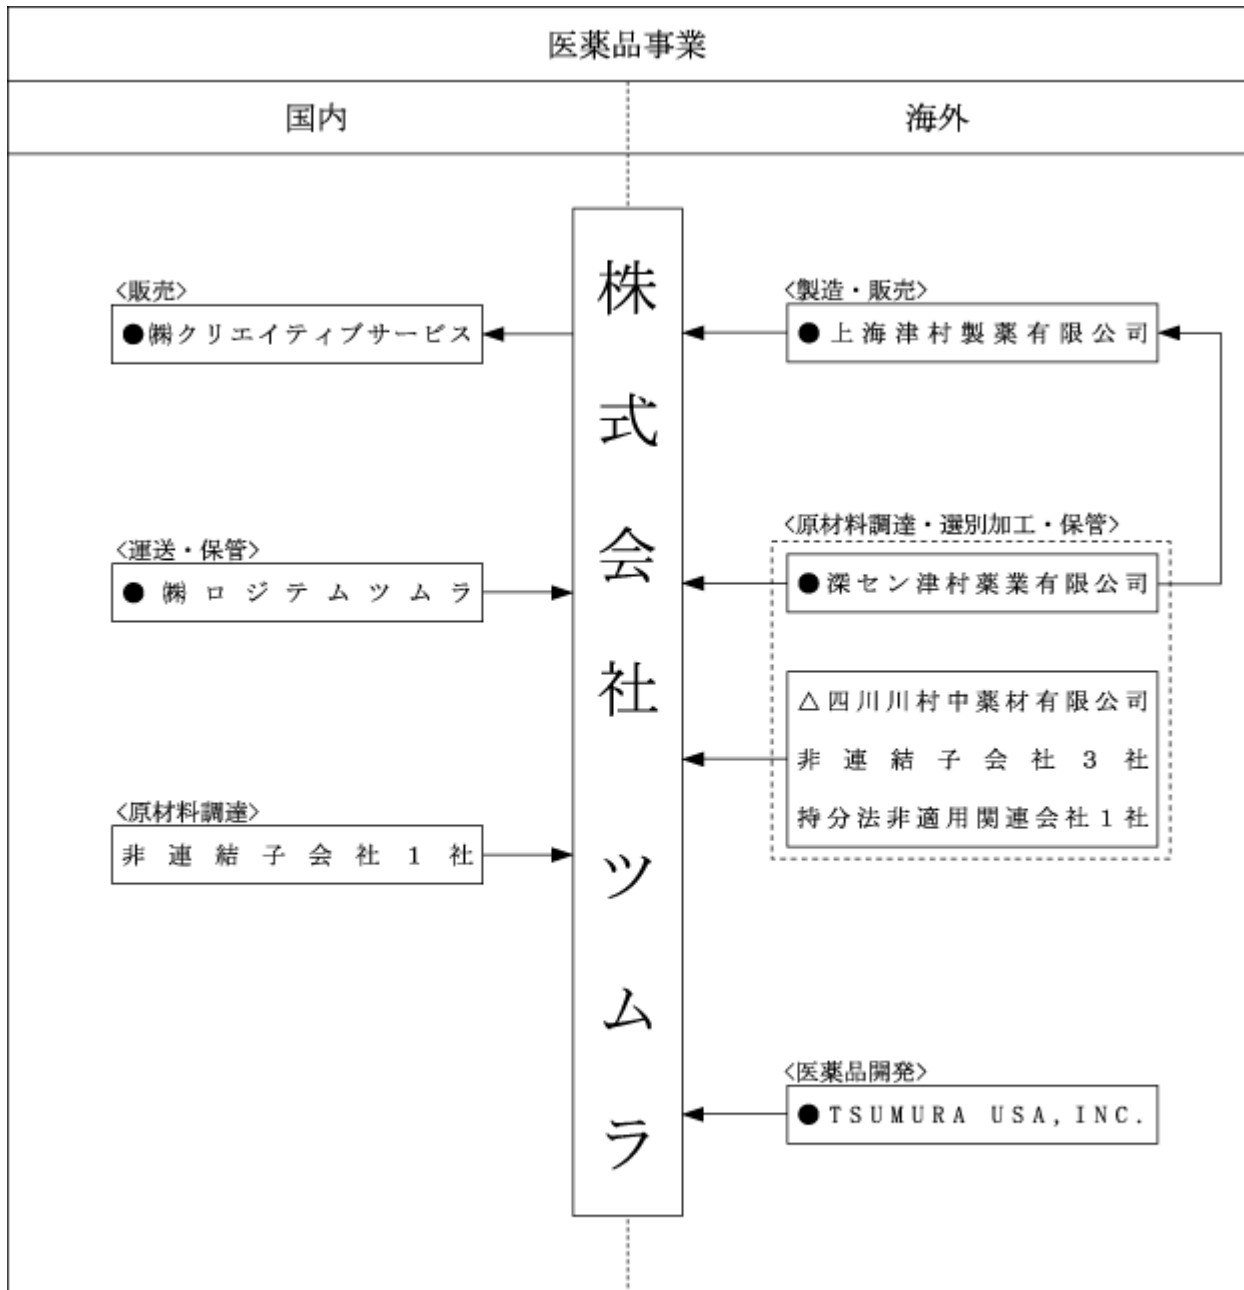 医薬品事業
国内
海外
株式会社ツムラ
<販売>
●㈱クリエイティブサービス
<運送・保管>
●㈱ロジテムツムラ
<原材料調達>
非連結子会社1社
<製造・販売>
●上海津村製薬有限公司
<原材料調達・選別加工・保管>
●深セン津村薬業有限公司
△四川川村中薬材有限公司
非連結子会社3社
持分法非適用関連会社1社
<医薬品開発>
●TSUMURA USA,INC.